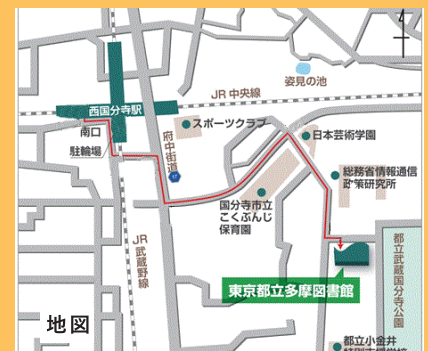 姿見の池
JR 中央線
西国分寺駅
スポーツクラブ
南口
駐輪場
府中街道
日本芸術学園
総務省情報通信
政策研究所
国分寺市立
こくぶんじ
保育園
JR武蔵野線
東京都立多摩図書館
都立武蔵国分寺公園
地図
都立小金井